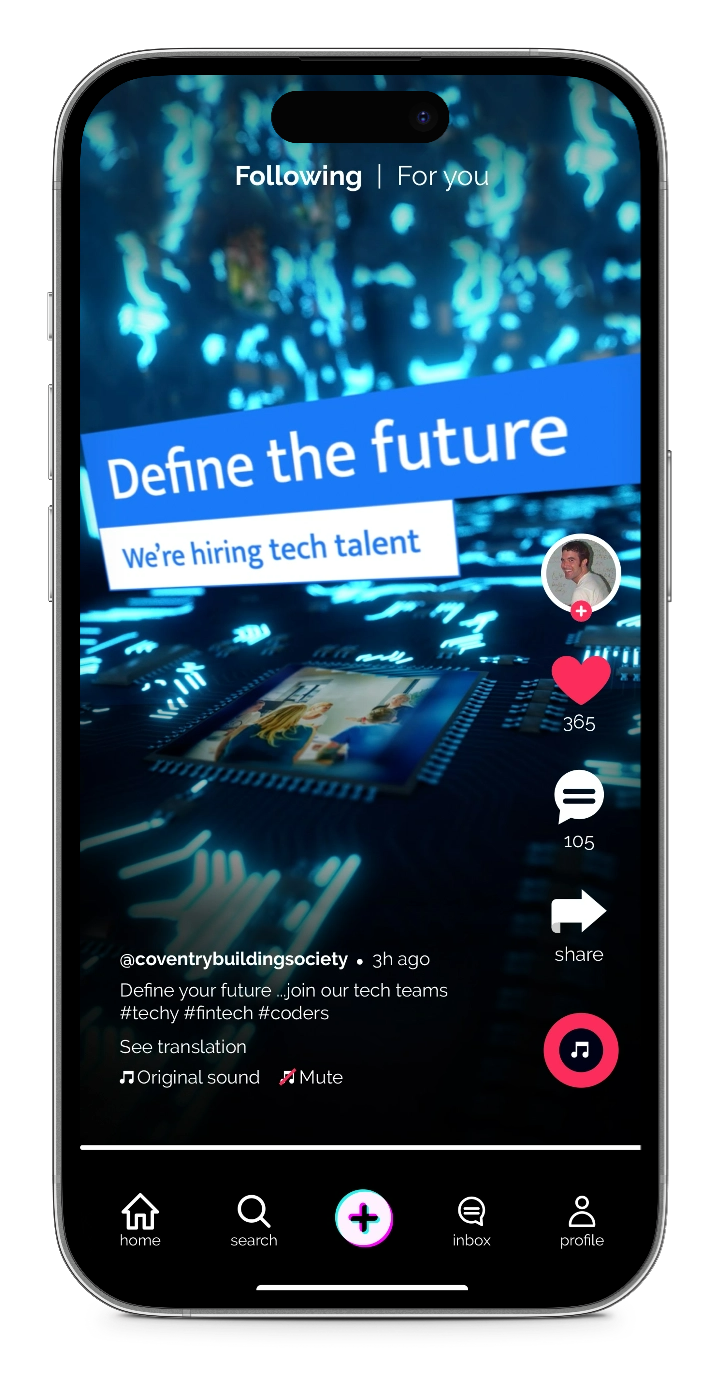 Following | For you
Define the future
We're hiring tech talent
365
105
share
@coventrybuildingsociety • 3h ago
Define your future ...join our tech teams
#techy #fintech #coders
See translation
Original sound Mute
home search inbox profile